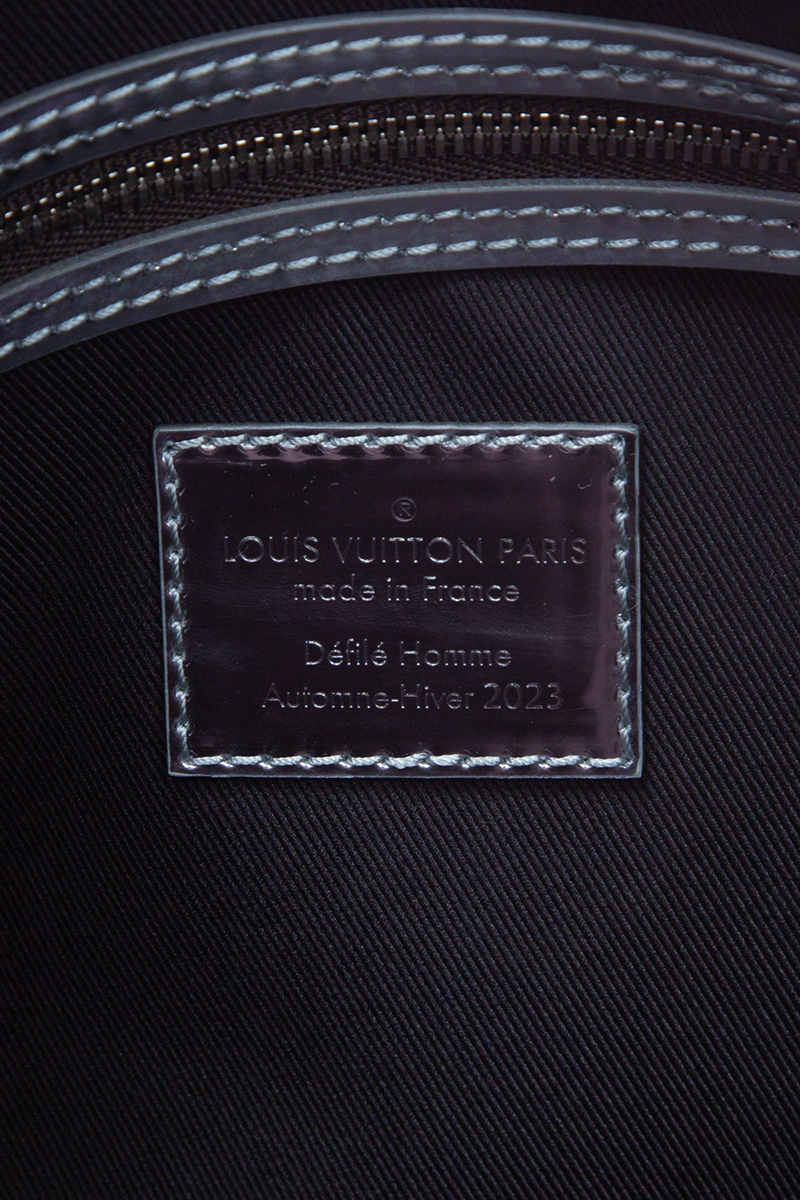 ®
LOUIS VUITTON PARIS
made in France
Défilé Homme
Automne-Hiver 2023